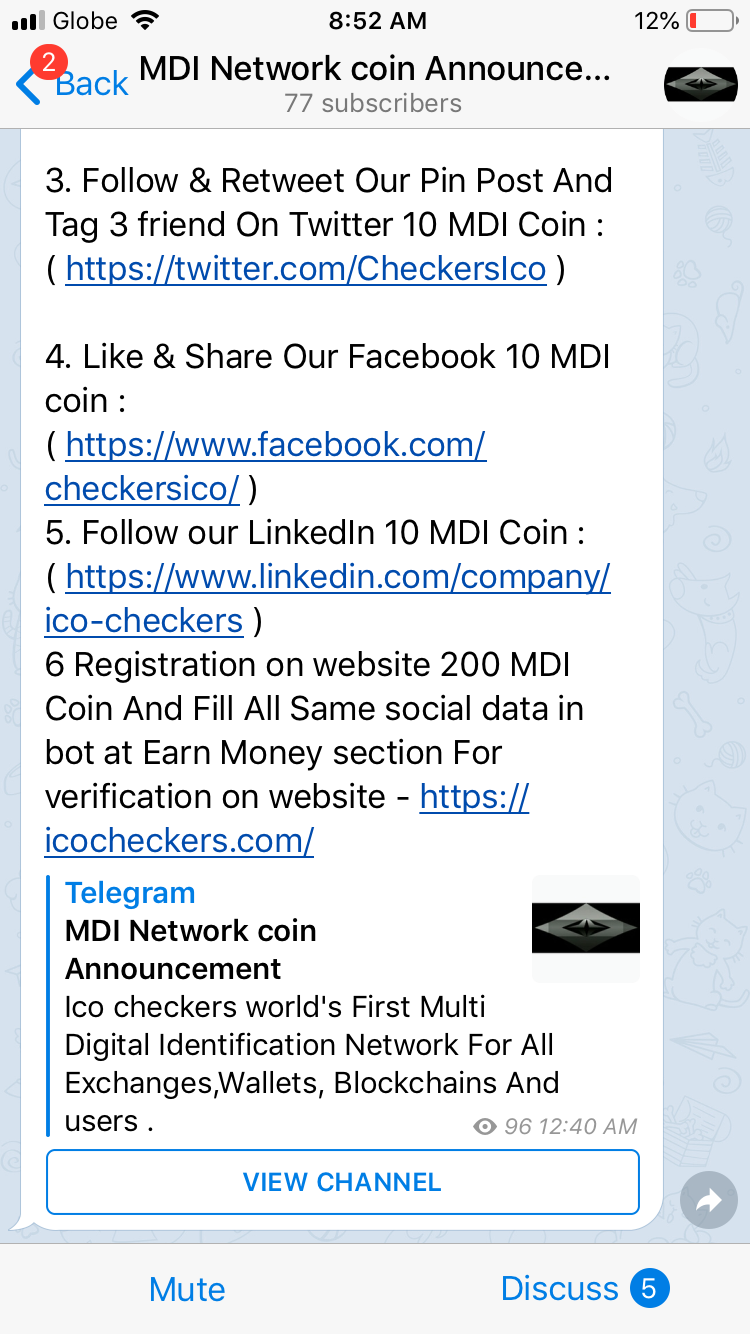 Globe 8:52 AM 12%
2
Back MDI Network coin Announce...
77 subscribers
3. Follow & Retweet Our Pin Post And
Tag 3 friend On Twitter 10 MDI Coin :
( https://twitter.com/CheckersIco )
4. Like & Share Our Facebook 10 MDI
coin :
( https://www.facebook.com/
checkersico/ )
5. Follow our LinkedIn 10 MDI Coin :
( https://www.linkedin.com/company/
ico-checkers )
6 Registration on website 200 MDI
Coin And Fill All Same social data in
bot at Earn Money section For
verification on website - https://
icocheckers.com/
Telegram
MDI Network coin
Announcement
Ico checkers world's First Multi
Digital Identification Network For All
Exchanges,Wallets, Blockchains And
users .
96 12:40 AM
VIEW CHANNEL
Mute
Discuss 5